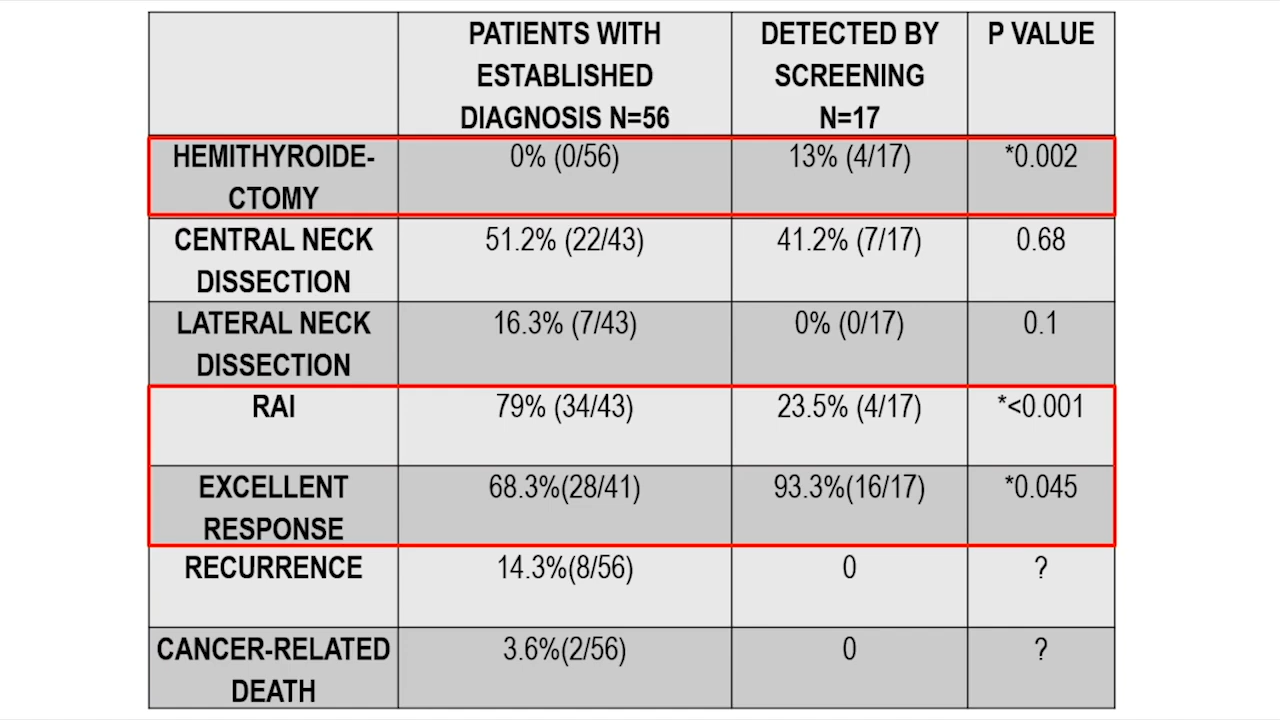 PATIENTS WITH ESTABLISHED DIAGNOSIS N=56
DETECTED BY SCREENING N=17
P VALUE
HEMITHYROIDE-
CTOMY
0% (0/56)
13% (4/17)
*0.002
CENTRAL NECK
DISSECTION
51.2% (22/43)
41.2% (7/17)
0.68
LATERAL NECK
DISSECTION
16.3% (7/43)
0% (0/17)
0.1
RAI
79% (34/43)
23.5% (4/17)
*<0.001
EXCELLENT
RESPONSE
68.3%(28/41)
93.3%(16/17)
*0.045
RECURRENCE
14.3%(8/56)
0
?
CANCER-RELATED
DEATH
3.6%(2/56)
0
?